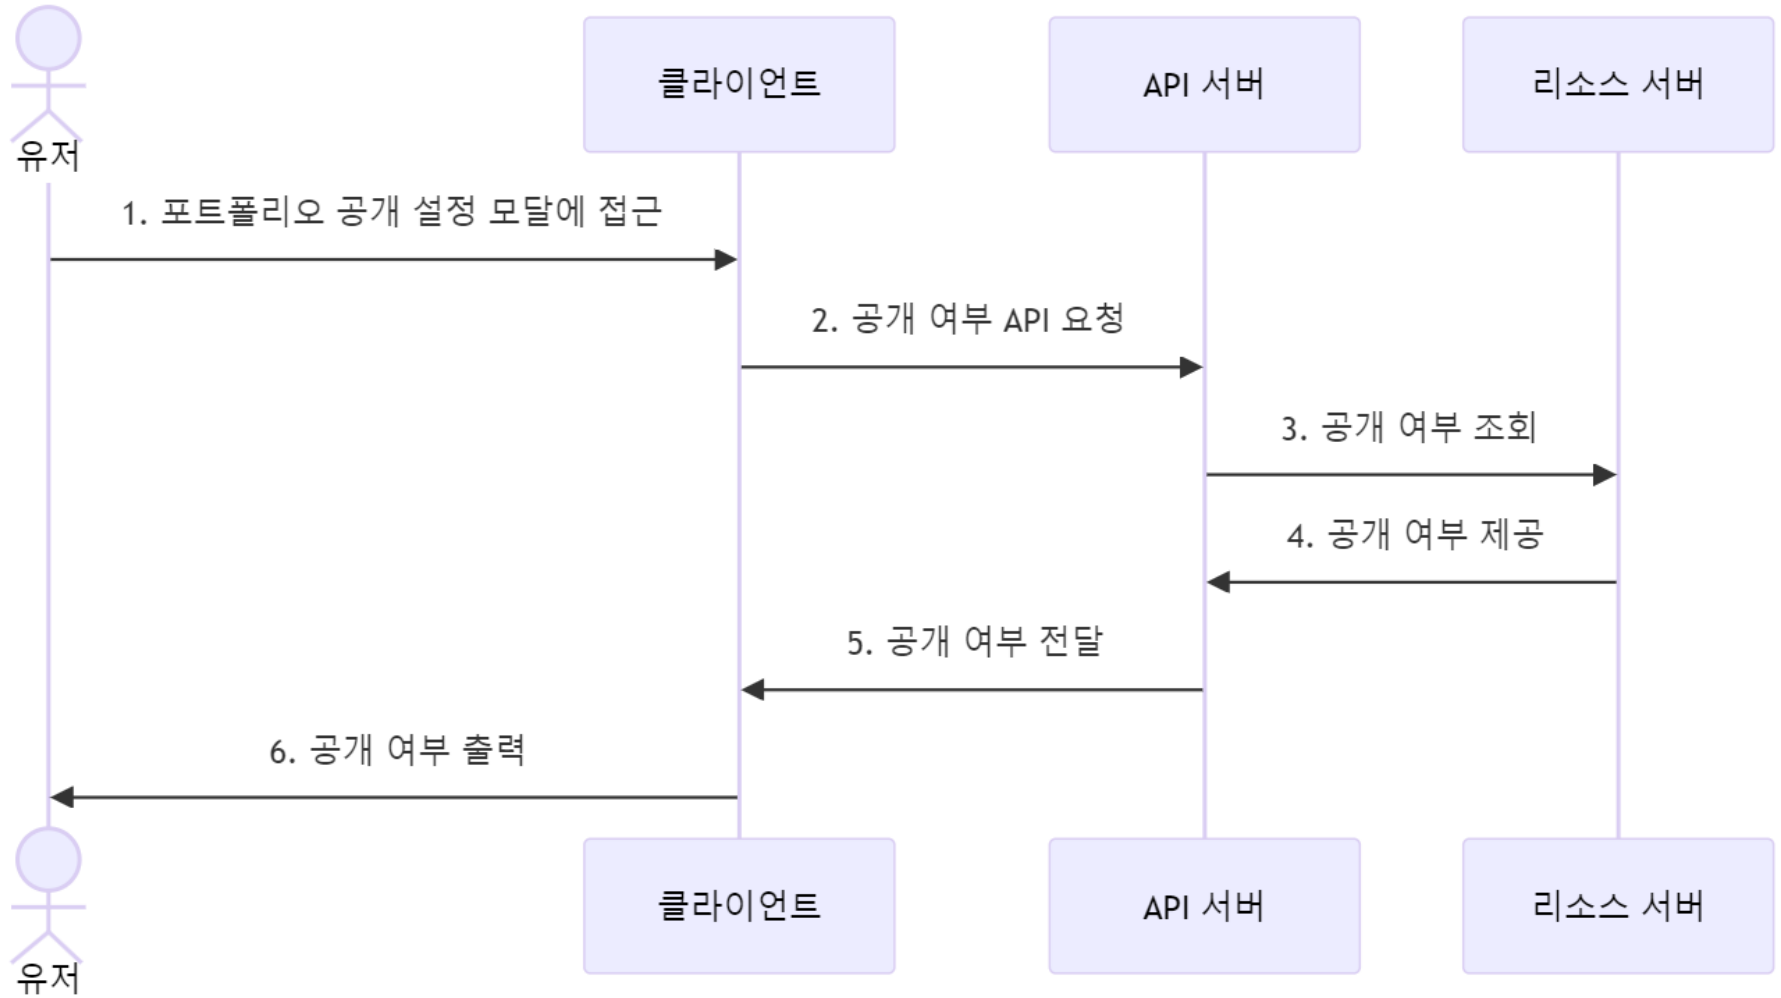 클라이언트
API 서버
리소스 서버
유저
1. 포트폴리오 공개 설정 모달에 접근
2. 공개 여부 API 요청
3. 공개 여부 조회
4. 공개 여부 제공
5. 공개 여부 전달
6. 공개 여부 출력
클라이언트
API 서버
리소스 서버
유저